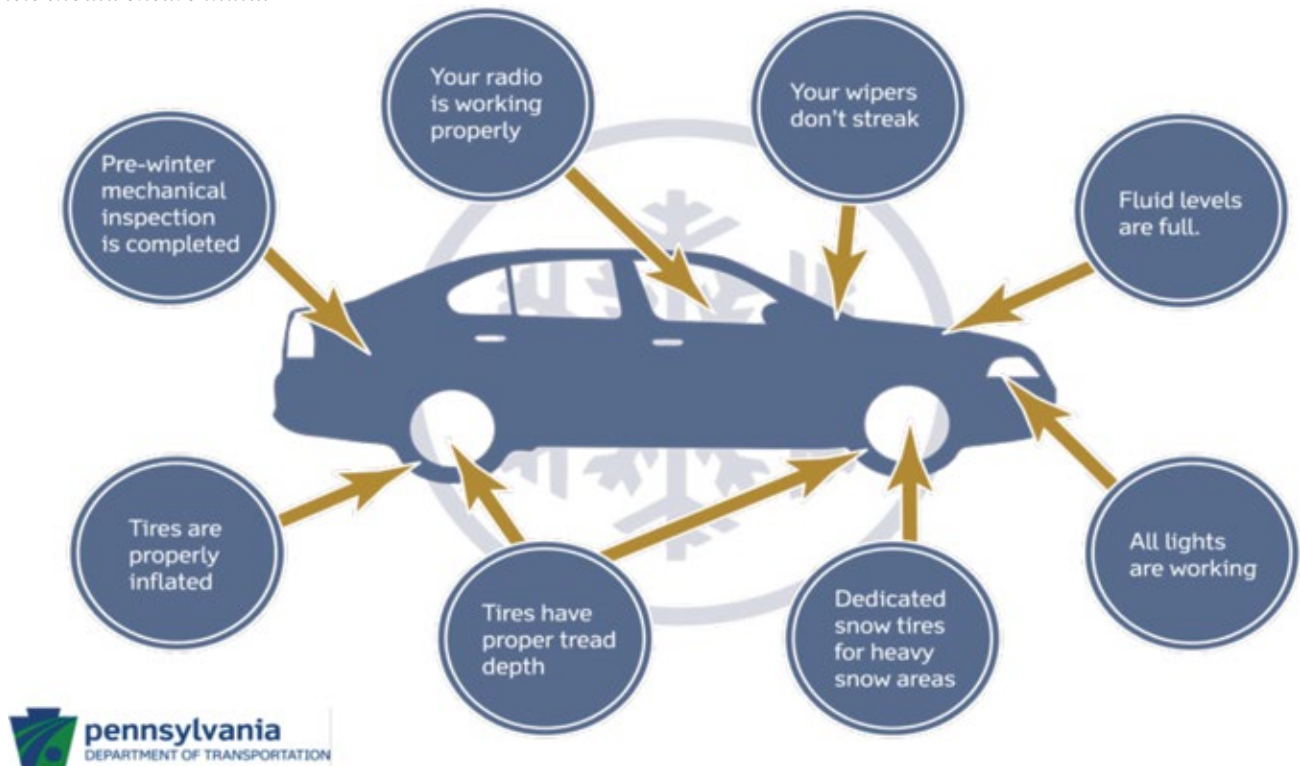 Your radio
is working
properly
Your wipers
don't streak
Pre-winter
mechanical
inspection
is completed
Fluid levels
are full.
Tires are
properly
inflated
Tires have
proper tread
depth
Dedicated
snow tires
for heavy
snow areas
All lights
are working
pennsylvania
DEPARTMENT OF TRANSPORTATION